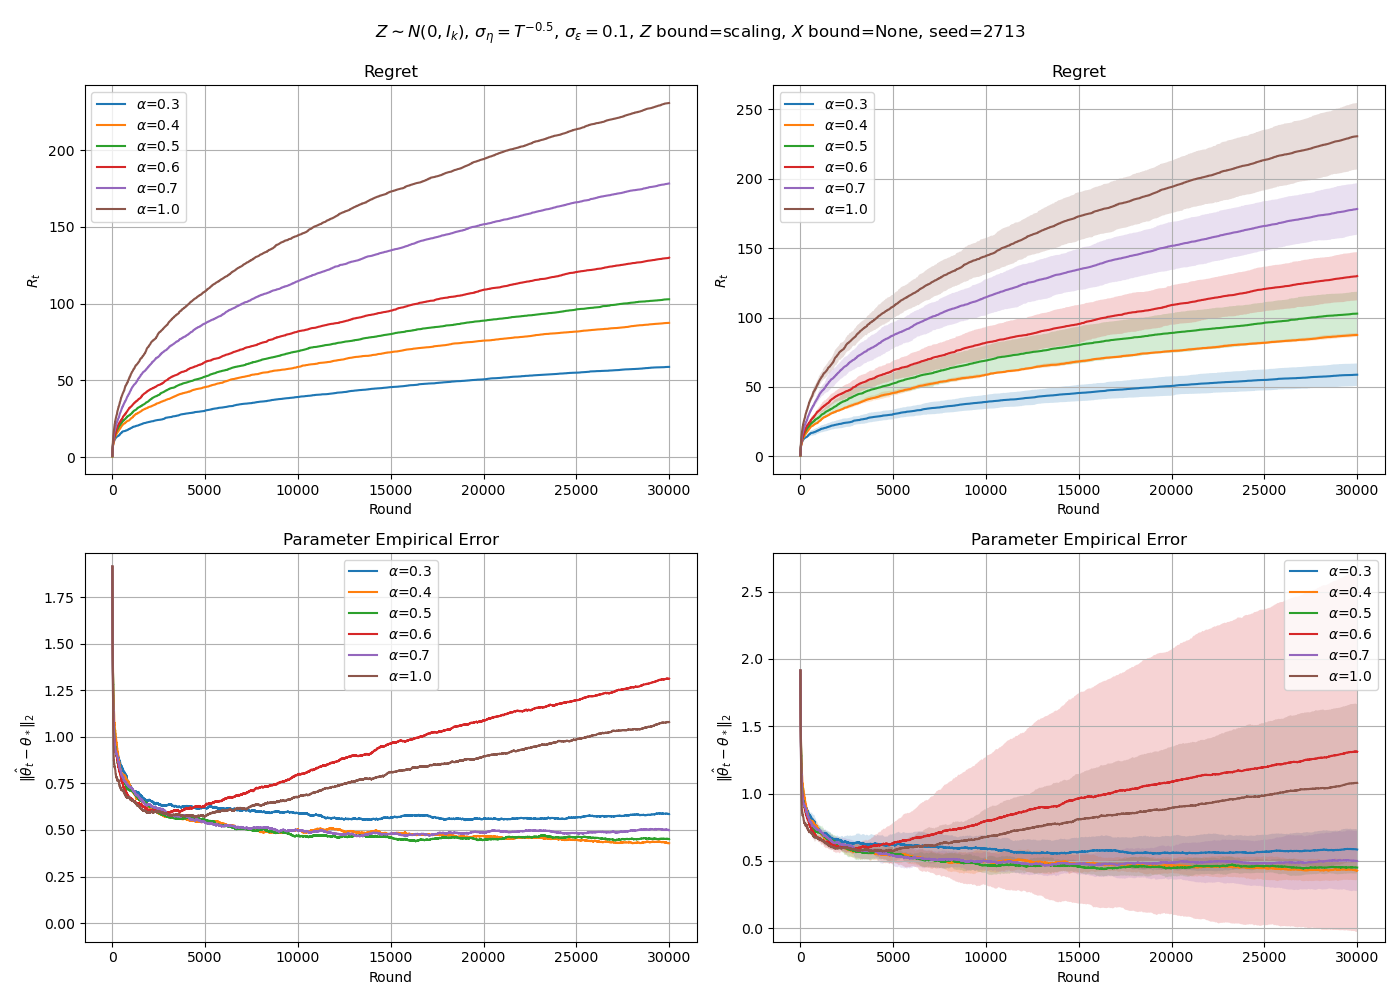 Z ~ N(0, I_k), σ_η = T^{-0.5}, σ_ε = 0.1, Z bound=scaling, X bound=None, seed=2713
Regret
α=0.3
α=0.4
α=0.5
α=0.6
α=0.7
α=1.0
R_t
200
150
100
50
0
0 5000 10000 15000 20000 25000 30000
Round
Regret
α=0.3
α=0.4
α=0.5
α=0.6
α=0.7
α=1.0
R_t
250
200
150
100
50
0
0 5000 10000 15000 20000 25000 30000
Round
Parameter Empirical Error
α=0.3
α=0.4
α=0.5
α=0.6
α=0.7
α=1.0
‖θ̂_t − θ_*‖_2
1.75
1.50
1.25
1.00
0.75
0.50
0.25
0.00
0 5000 10000 15000 20000 25000 30000
Round
Parameter Empirical Error
α=0.3
α=0.4
α=0.5
α=0.6
α=0.7
α=1.0
‖θ̂_t − θ_*‖_2
2.5
2.0
1.5
1.0
0.5
0.0
0 5000 10000 15000 20000 25000 30000
Round